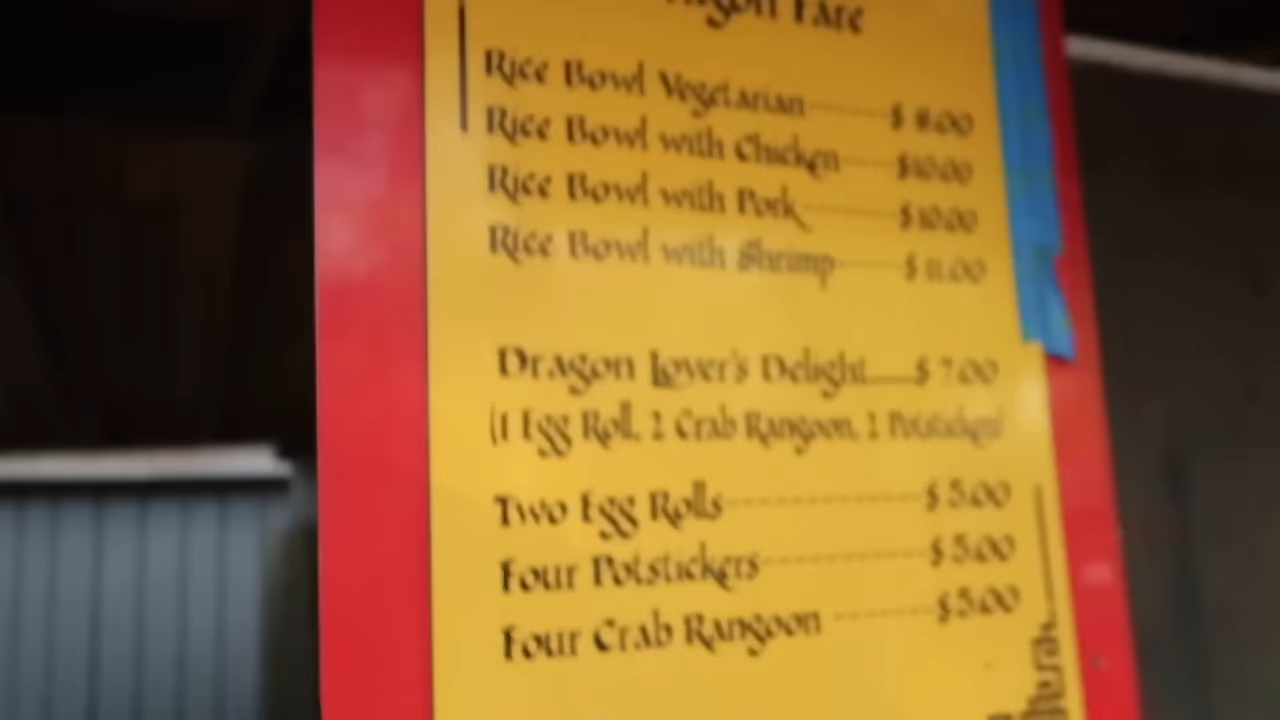 Fare
Rice Bowl Vegetarian $ 8.00
Rice Bowl with Chicken $10.00
Rice Bowl with Pork $10.00
Rice Bowl with Shrimp $11.00
Dragon Lover's Delight $7.00
(1 Egg Roll, 2 Crab Rangoon, 2 Potstickers)
Two Egg Rolls $5.00
Four Potstickers $5.00
Four Crab Rangoon $5.00